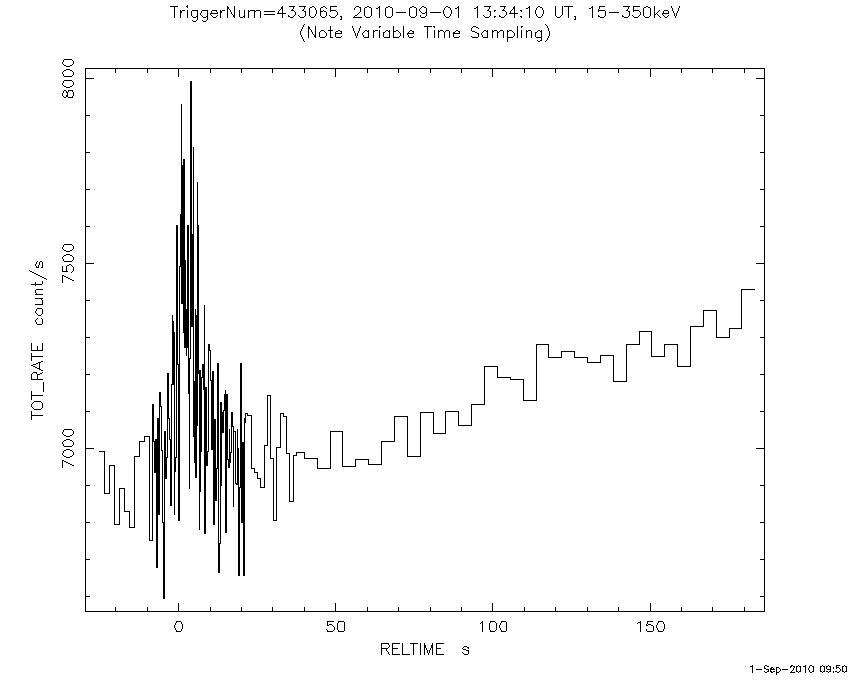 TriggerNum=433065, 2010-09-01 13:34:10 UT, 15-350keV
(Note Variable Time Sampling)
8000
7500
7000
TOT_RATE count/s
0 50 100 150
RELTIME s
1-Sep-2010 09:50